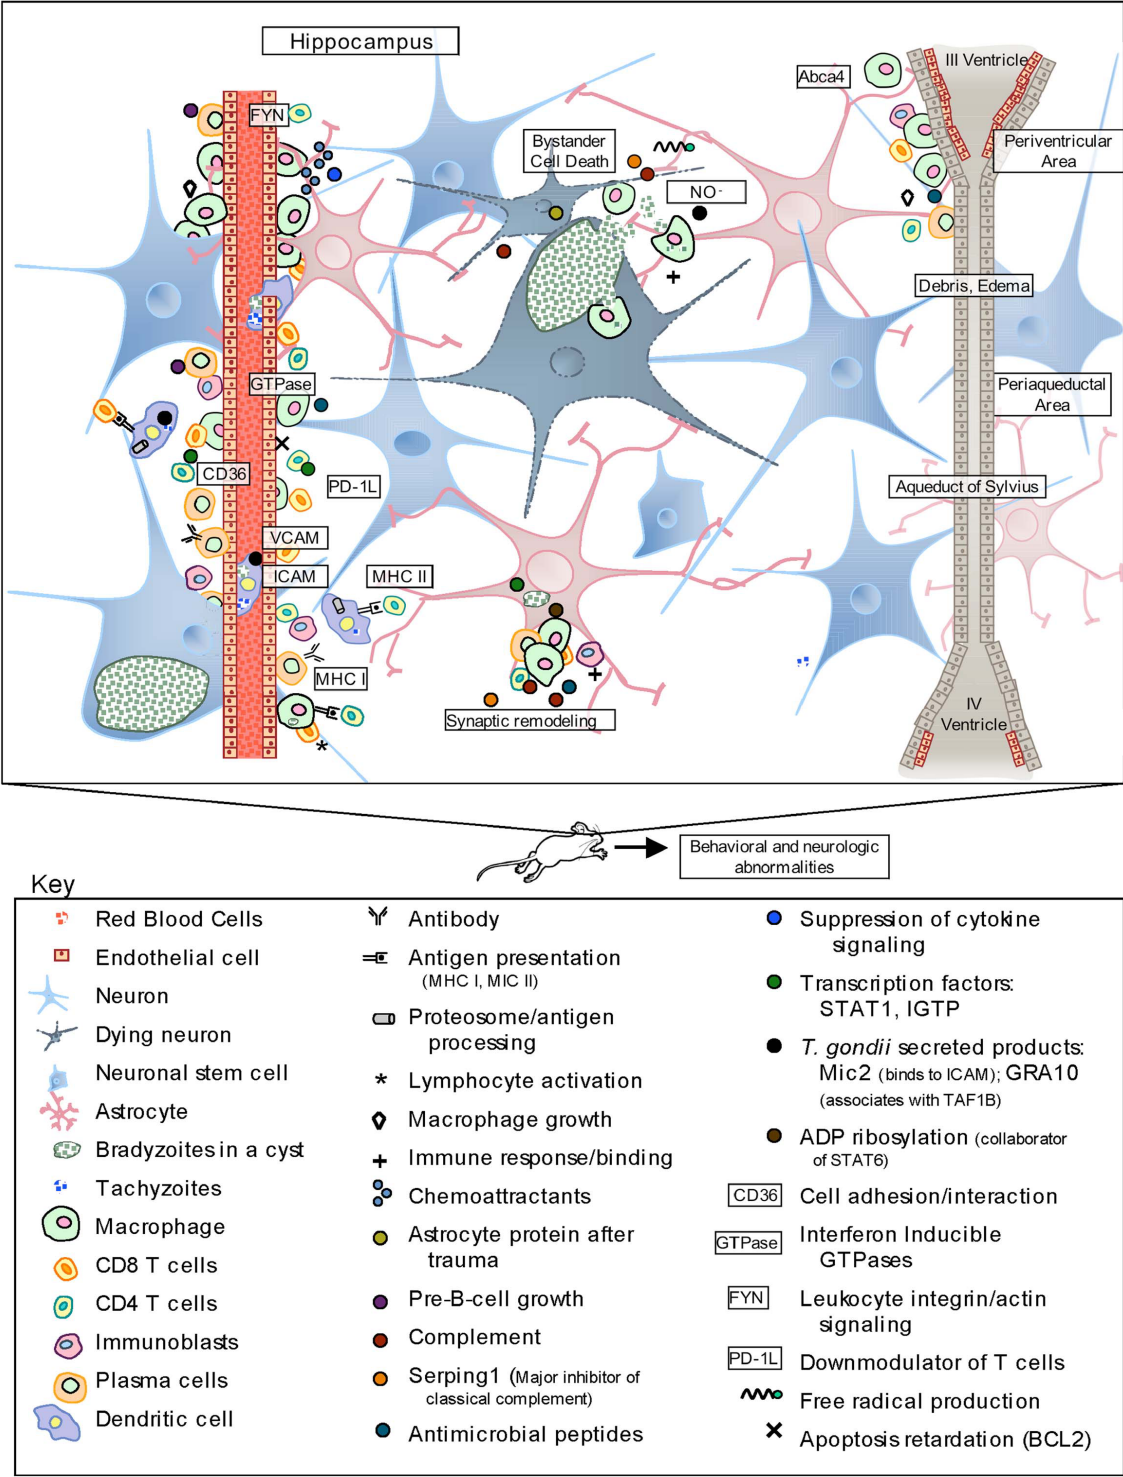 Hippocampus
FYN
Bystander
Cell Death
NO-
Abca4
III Ventricle
Periventricular
Area
Debris, Edema
GTPase
Periaqueductal
Area
CD36
PD-1L
Aqueduct of Sylvius
VCAM
ICAM
MHC II
MHC I
Synaptic remodeling
IV
Ventricle
Behavioral and neurologic
abnormalities
Key
Red Blood Cells
Endothelial cell
Neuron
Dying neuron
Neuronal stem cell
Astrocyte
Bradyzoites in a cyst
Tachyzoites
Macrophage
CD8 T cells
CD4 T cells
Immunoblasts
Plasma cells
Dendritic cell
Antibody
Antigen presentation
(MHC I, MIC II)
Proteosome/antigen
processing
* Lymphocyte activation
Macrophage growth
+ Immune response/binding
Chemoattractants
Astrocyte protein after
trauma
Pre-B-cell growth
Complement
Serping1 (Major inhibitor of
classical complement)
Antimicrobial peptides
Suppression of cytokine
signaling
Transcription factors:
STAT1, IGTP
T. gondii secreted products:
Mic2 (binds to ICAM); GRA10
(associates with TAF1B)
ADP ribosylation (collaborator
of STAT6)
CD36 Cell adhesion/interaction
GTPase Interferon Inducible
GTPases
FYN Leukocyte integrin/actin
signaling
PD-1L Downmodulator of T cells
Free radical production
Apoptosis retardation (BCL2)